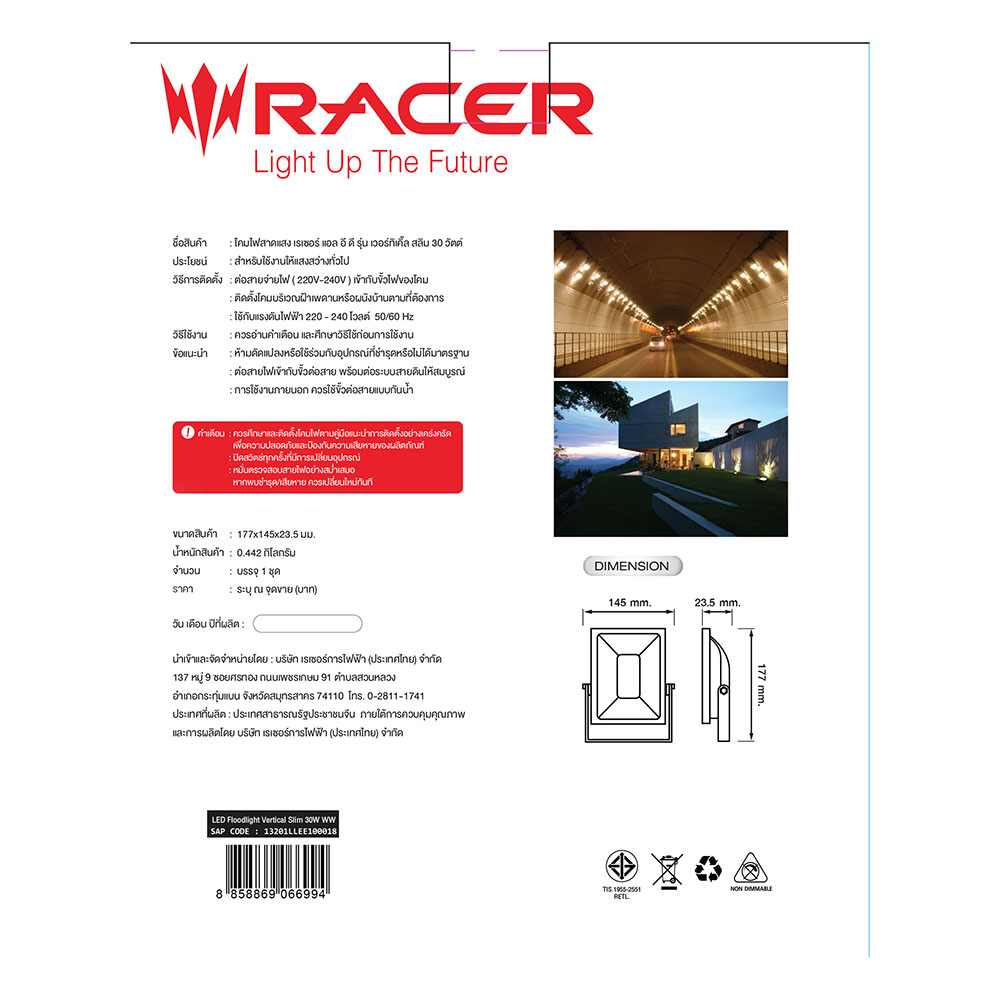 RACER
Light Up The Future
ชื่อสินค้า : โคมไฟสาดแสง เรเซอร์ แอล อี ดี รุ่น เวอร์ทิเคิ้ล สลิม 30 วัตต์
ประโยชน์ : สำหรับใช้งานให้แสงสว่างทั่วไป
วิธีการติดตั้ง : ต่อสายจ่ายไฟ ( 220V-240V ) เข้ากับขั้วไฟของโคม
: ติดตั้งโคมบริเวณฝ้าเพดานหรือผนังบ้านตามที่ต้องการ
: ใช้กับแรงดันไฟฟ้า 220 - 240 โวลต์ 50/60 Hz
วิธีใช้งาน : ควรอ่านคำเตือน และศึกษาวิธีใช้ก่อนการใช้งาน
ข้อแนะนำ : ห้ามดัดแปลงหรือใช้ร่วมกับอุปกรณ์ที่ชำรุดหรือไม่ได้มาตรฐาน
: ต่อสายไฟเข้ากับขั้วต่อสาย พร้อมต่อระบบสายดินให้สมบูรณ์
: การใช้งานภายนอก ควรใช้ขั้วต่อสายแบบกันน้ำ
! คำเตือน : ควรศึกษาและติดตั้งโคมไฟตามคู่มือแนะนำการติดตั้งอย่างเคร่งครัด
เพื่อความปลอดภัยและป้องกันความเสียหายของผลิตภัณฑ์
: ปิดสวิตช์ทุกครั้งที่มีการเปลี่ยนอุปกรณ์
: หมั่นตรวจสอบสายไฟอย่างสม่ำเสมอ
หากพบชำรุด/เสียหาย ควรเปลี่ยนใหม่ทันที
ขนาดสินค้า : 177x145x23.5 มม.
น้ำหนักสินค้า : 0.442 กิโลกรัม
จำนวน : บรรจุ 1 ชุด
ราคา : ระบุ ณ จุดขาย (บาท)
วัน เดือน ปีที่ผลิต :
นำเข้าและจัดจำหน่ายโดย : บริษัท เรเซอร์การไฟฟ้า (ประเทศไทย) จำกัด
137 หมู่ 9 ซอยศรทอง ถนนเพชรเกษม 91 ตำบลสวนหลวง
อำเภอกระทุ่มแบน จังหวัดสมุทรสาคร 74110 โทร. 0-2811-1741
ประเทศที่ผลิต : ประเทศสาธารณรัฐประชาชนจีน ภายใต้การควบคุมคุณภาพ
และการผลิตโดย บริษัท เรเซอร์การไฟฟ้า (ประเทศไทย) จำกัด
DIMENSION
145 mm.
23.5 mm.
177 mm.
LED Floodlight Vertical Slim 30W WW
SAP CODE : 13201LLEE100018
8 858869 066994
TIS.1955-2551
RETL.
NON DIMMABLE